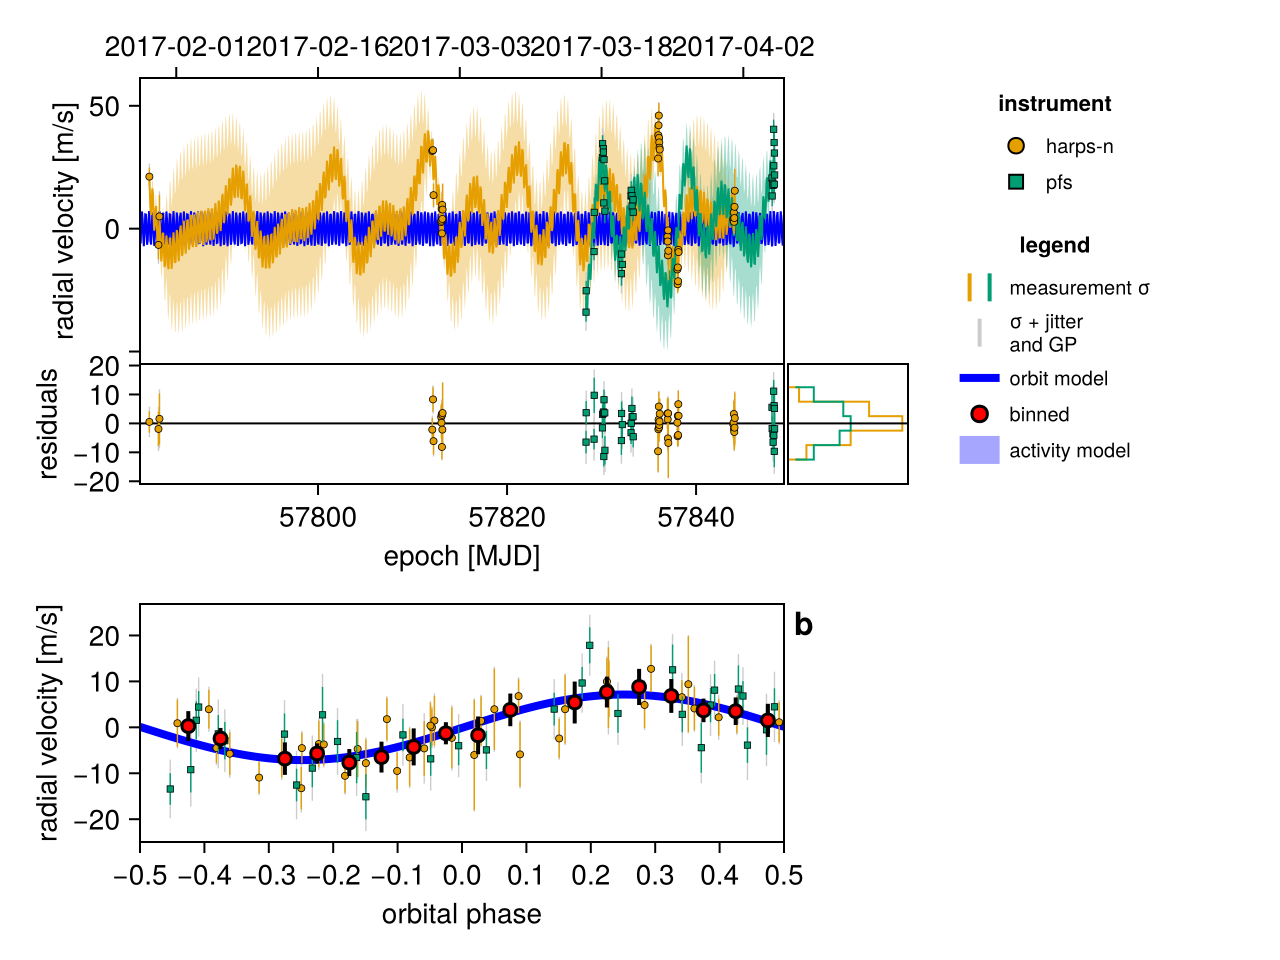 2017-02-01 2017-02-16 2017-03-03 2017-03-18 2017-04-02
radial velocity [m/s]
50
0
residuals
20
10
0
−10
−20
57800 57820 57840
epoch [MJD]
instrument
harps-n
pfs
legend
measurement σ
σ + jitter
and GP
orbit model
binned
activity model
b
radial velocity [m/s]
20
10
0
−10
−20
−0.5 −0.4 −0.3 −0.2 −0.1 0.0 0.1 0.2 0.3 0.4 0.5
orbital phase